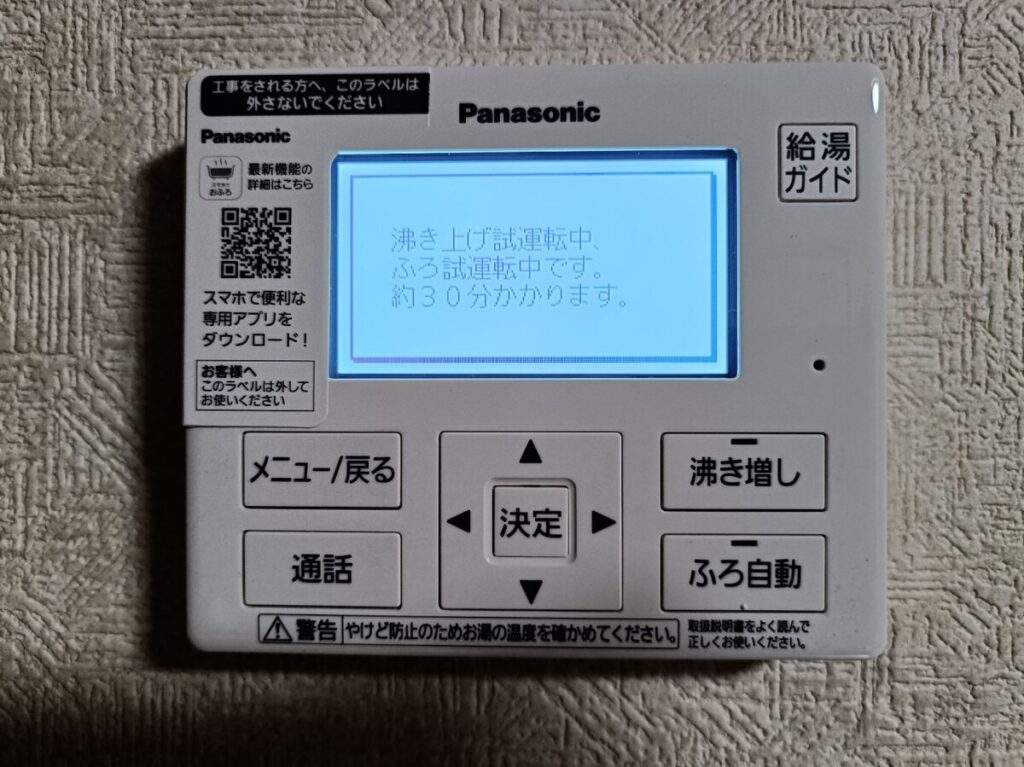 工事をされる方へ、このラベルは
外さないでください
Panasonic
Panasonic
スマホで
おふろ
最新機能の
詳細はこちら
スマホで便利な
専用アプリを
ダウンロード!
お客様へ
このラベルは外して
お使いください
沸き上げ試運転中、
ふろ試運転中です。
約30分かかります。
給湯
ガイド
メニュー/戻る
決定
沸き増し
通話
ふろ自動
警告 やけど防止のためお湯の温度を確かめてください。
取扱説明書をよく読んで
正しくお使いください。